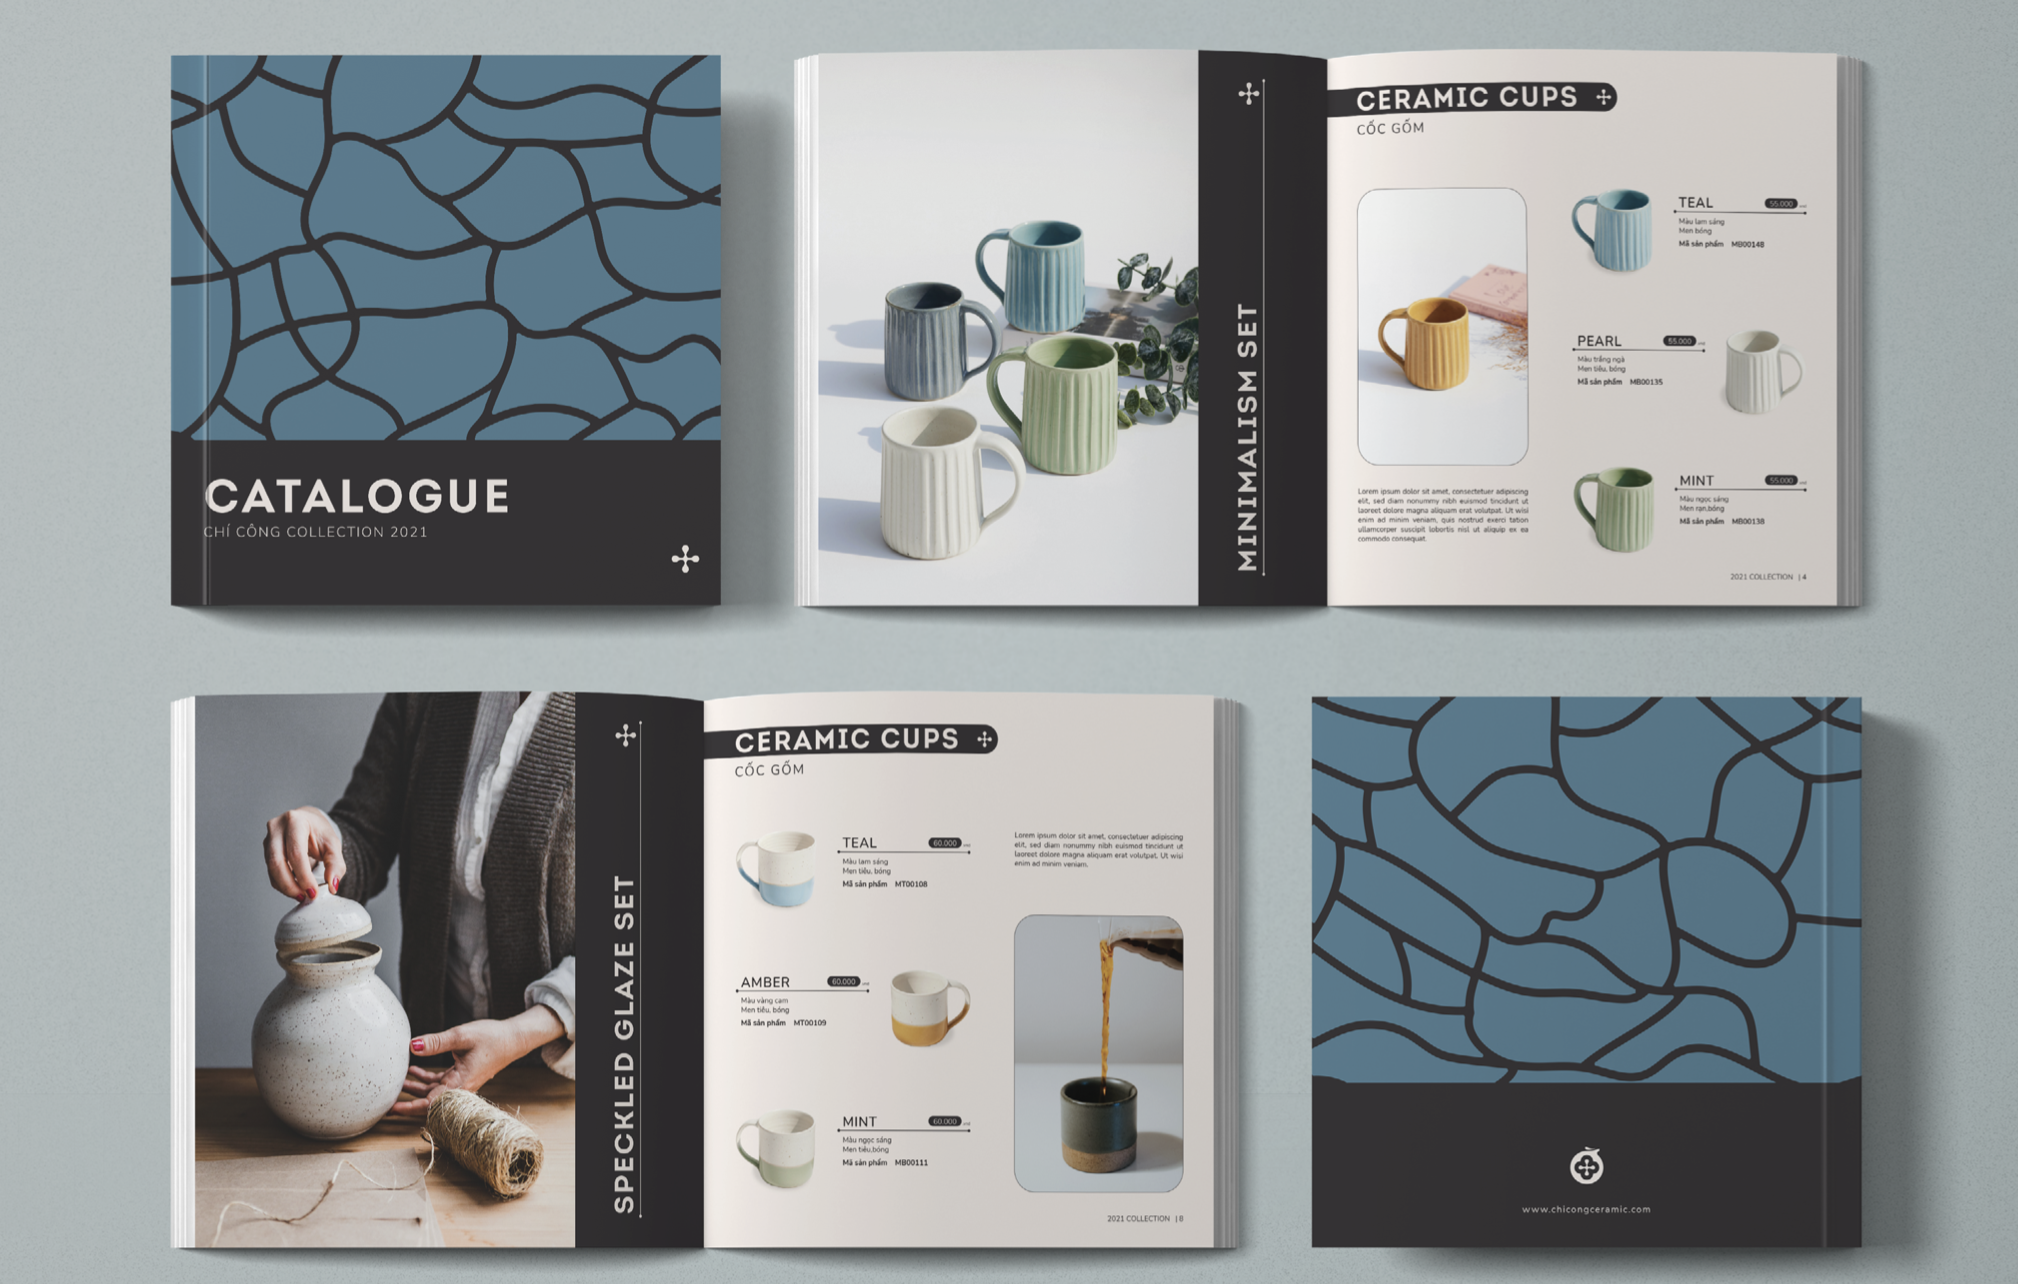 CATALOGUE
CHÍ CÔNG COLLECTION 2021
MINIMALISM SET
CERAMIC CUPS
CỐC GỐM
TEAL 55.000
Màu lam sáng
Men bóng
Mã sản phẩm MB00148
PEARL 55.000
Màu trắng ngà
Men tiêu, bóng
Mã sản phẩm MB00135
MINT 55.000
Màu ngọc sáng
Men rạn,bóng
Mã sản phẩm MB00138
Lorem ipsum dolor sit amet, consectetuer adipiscing
elit, sed diam nonummy nibh euismod tincidunt ut
laoreet dolore magna aliquam erat volutpat. Ut wisi
enim ad minim veniam, quis nostrud exerci tation
ullamcorper suscipit lobortis nisl ut aliquip ex ea
commodo consequat.
2021 COLLECTION | 4
SPECKLED GLAZE SET
CERAMIC CUPS
CỐC GỐM
TEAL 60.000
Màu lam sáng
Men tiêu, bóng
Mã sản phẩm MT00108
AMBER 60.000
Màu vàng cam
Men tiêu, bóng
Mã sản phẩm MT00109
MINT 60.000
Màu ngọc sáng
Men tiêu,bóng
Mã sản phẩm MB00111
Lorem ipsum dolor sit amet, consectetuer adipiscing
elit, sed diam nonummy nibh euismod tincidunt ut
laoreet dolore magna aliquam erat volutpat. Ut wisi
enim ad minim veniam.
2021 COLLECTION |
www.chicongceramic.com